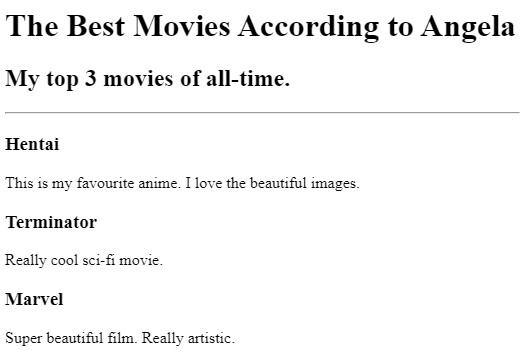 The Best Movies According to Angela
My top 3 movies of all-time.
Hentai
This is my favourite anime. I love the beautiful images.
Terminator
Really cool sci-fi movie.
Marvel
Super beautiful film. Really artistic.